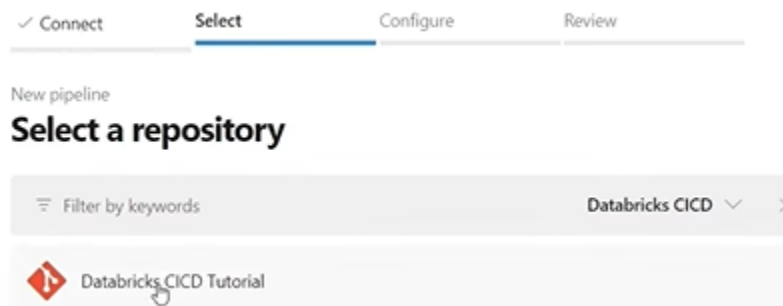 Connect Select Configure Review
New pipeline
Select a repository
Filter by keywords Databricks CICD
Databricks CICD Tutorial